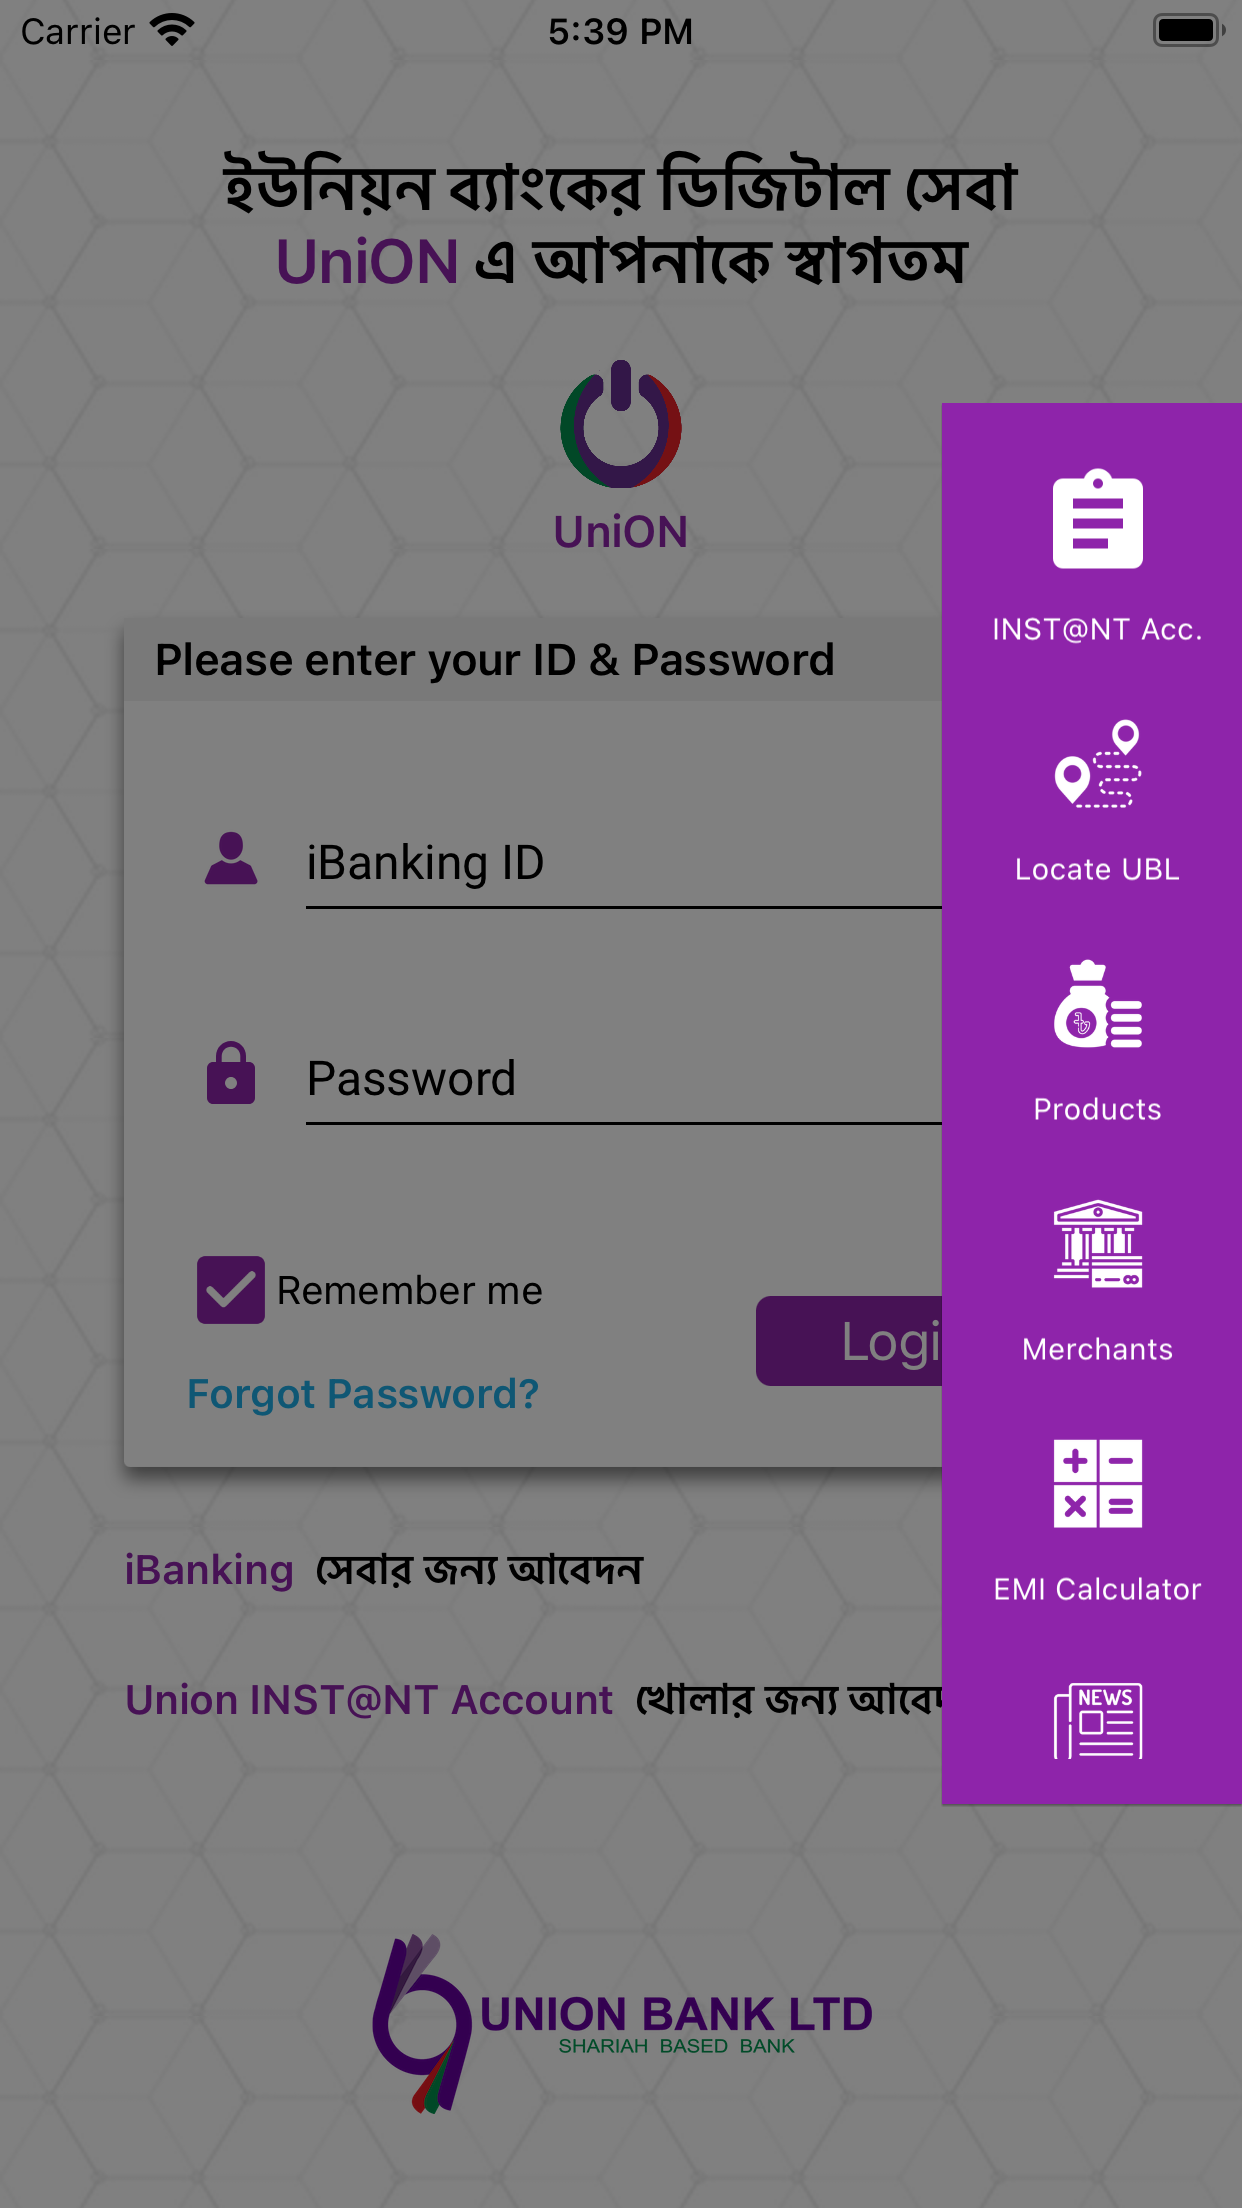 Carrier
5:39 PM
ইউনিয়ন ব্যাংকের ডিজিটাল সেবা
UniON এ আপনাকে স্বাগতম
UniON
Please enter your ID & Password
iBanking ID
Password
Remember me
Logi
Forgot Password?
iBanking সেবার জন্য আবেদন
Union INST@NT Account খোলার জন্য
UNION BANK LTD
SHARIAH BASED BANK
INST@NT Acc.
Locate UBL
৳
Products
Merchants
EMI Calculator
NEWS